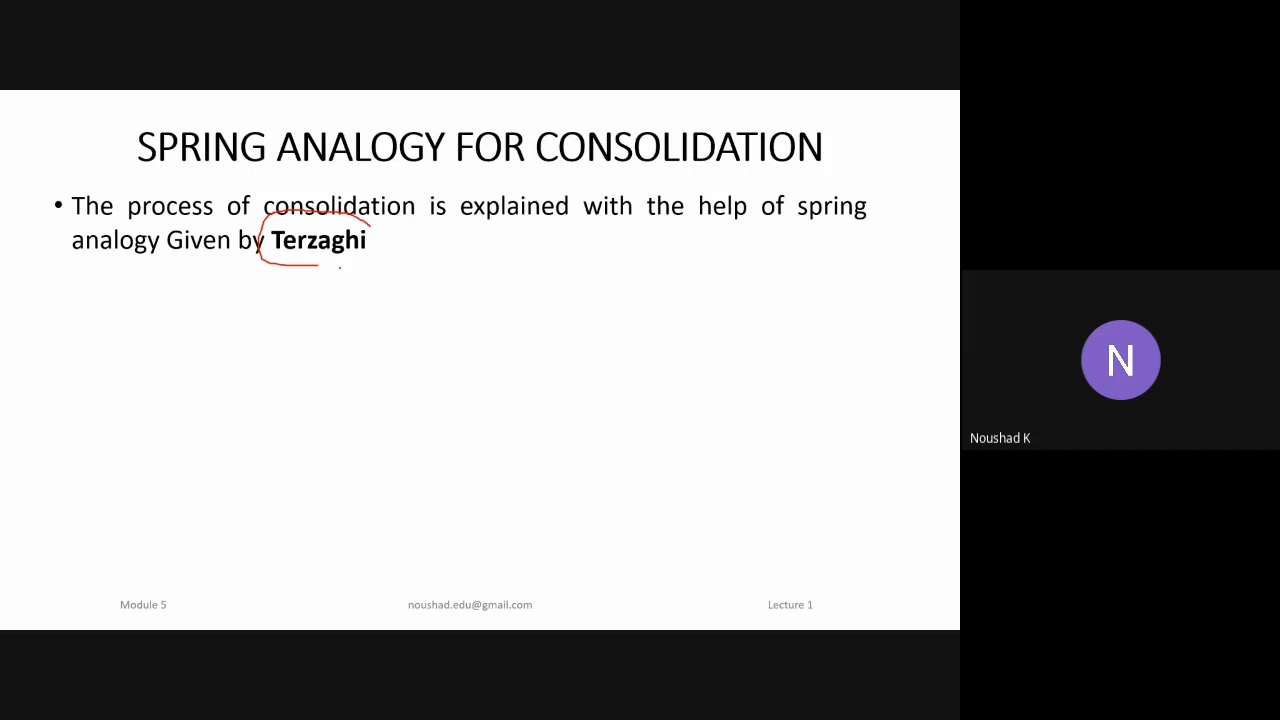 SPRING ANALOGY FOR CONSOLIDATION
• The process of consolidation is explained with the help of spring
analogy Given by Terzaghi
N
Noushad K
Module 5
noushad.edu@gmail.com
Lecture 1